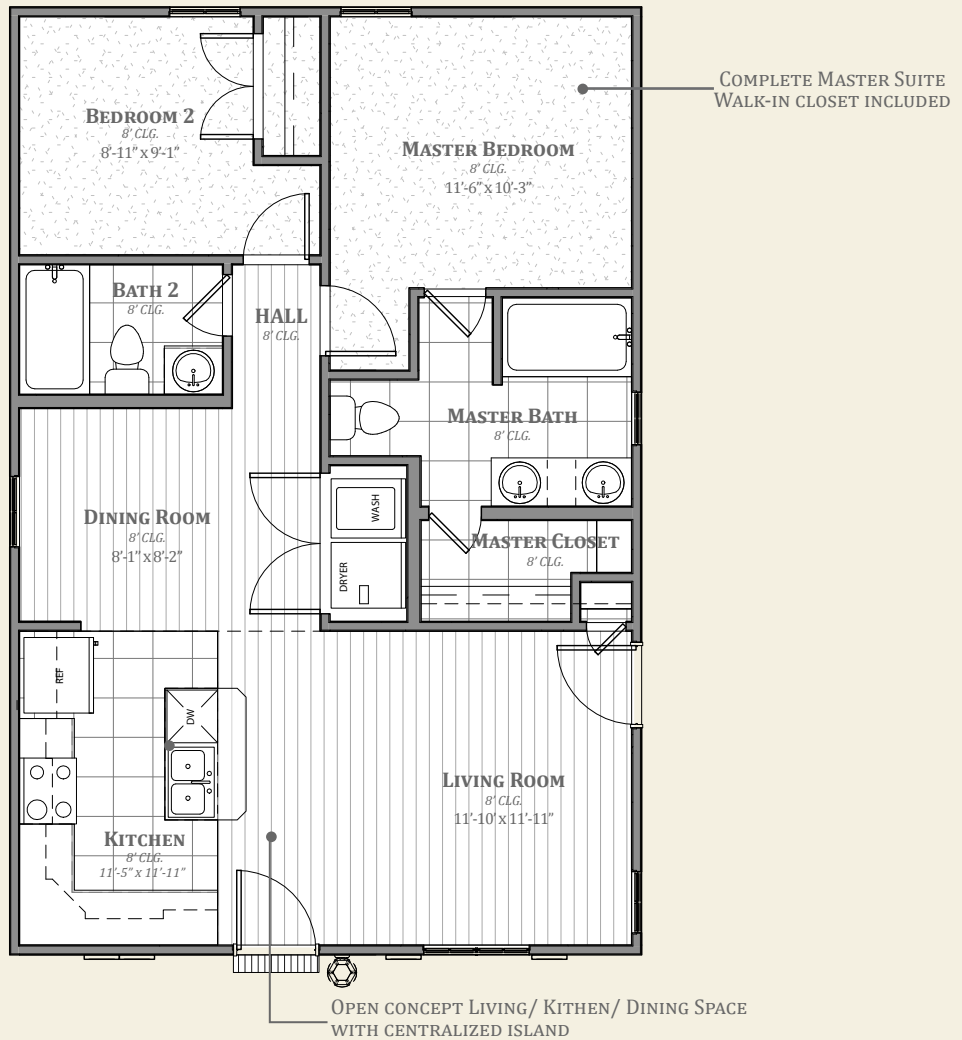 COMPLETE MASTER SUITE
WALK-IN CLOSET INCLUDED
BEDROOM 2
8' CLG.
8'-11" x 9'-1"
MASTER BEDROOM
8' CLG.
11'-6" x 10'-3"
BATH 2
8' CLG.
HALL
8' CLG.
MASTER BATH
8' CLG.
WASH
DRYER
DINING ROOM
8' CLG.
8'-1" x 8'-2"
MASTER CLOSET
8' CLG.
REF
DW
LIVING ROOM
8' CLG.
11'-10' x 11'-11"
KITCHEN
8' CLG.
11'-5" x 11'-11"
OPEN CONCEPT LIVING/ KITHEN/ DINING SPACE
WITH CENTRALIZED ISLAND